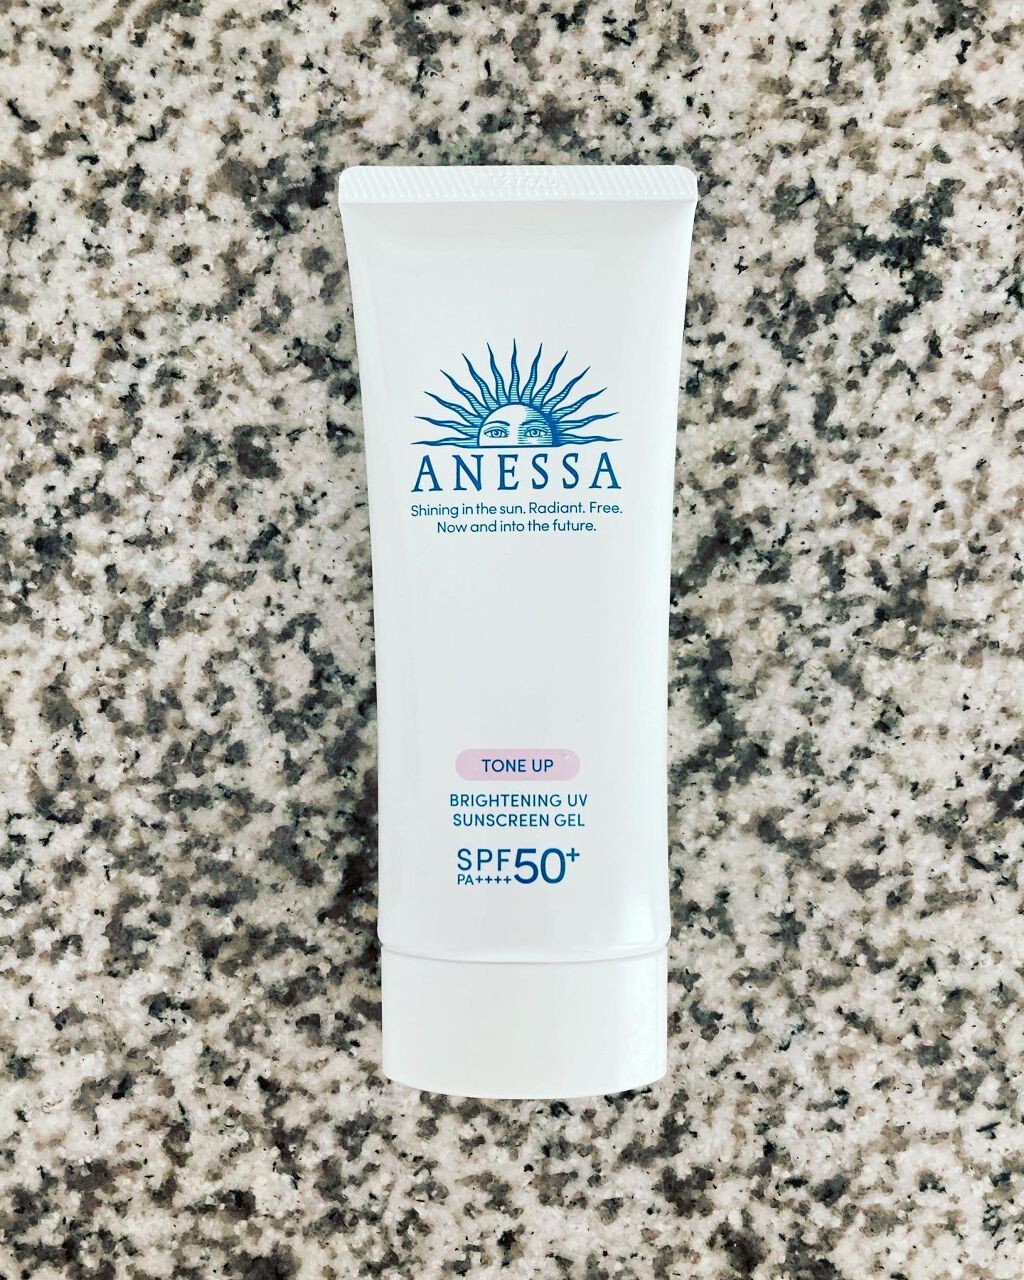 ANESSA
Shining in the sun. Radiant. Free.
Now and into the future.
TONE UP
BRIGHTENING UV
SUNSCREEN GEL
SPF50+
PA++++